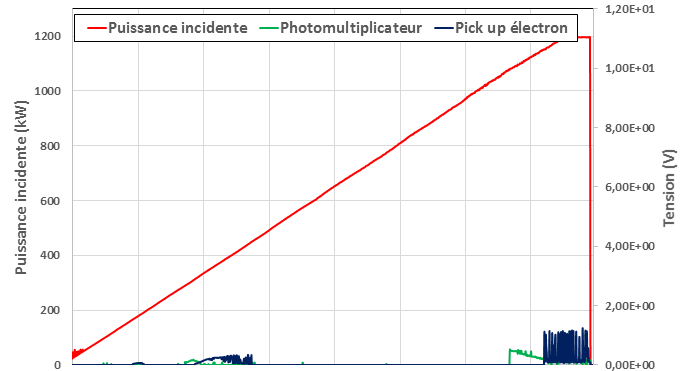 Puissance incidente Photomultiplicateur Pick up électron
Puissance incidente (kW)
1200
1000
800
600
400
200
0
1,20E+01
1,00E+01
8,00E+00
6,00E+00
4,00E+00
2,00E+00
0,00E+00
Tension (V)